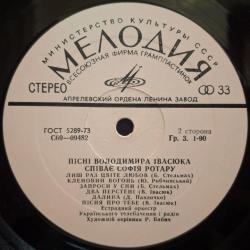 МИНИСТЕРСТВО КУЛЬТУРЫ СССР
МЕЛОДИЯ
ВСЕСОЮЗНАЯ ФИРМА ГРАМПЛАСТИНОК
СТЕРЕО
33
АПРЕЛЕВСКИЙ ОРДЕНА ЛЕНИНА ЗАВОД
ГОСТ 5289-73
С60—09482
2 сторона
Гр. 3. 1-90
ПІСНІ ВОЛОДИМИРА ІВАСЮКА
СПІВАЄ СОФІЯ РОТАРУ
ЛИШ РАЗ ЦВІТЕ ЛЮБОВ (Б. Стельмах)
КЛЕНОВИЙ ВОГОНЬ (Ю. Рибчинський)
ЗАПРОСИ У СНИ (Б. Стельмах)
ДВА ПЕРСТЕНІ (В. Івасюк)
ДАЛИНА (Д. Павличко)
ПІСНЯ ПРО ТЕБЕ (В. Івасюк)
Естрадний оркестр
Українського телебачення і радіо
Художній керівник Р. Бабич